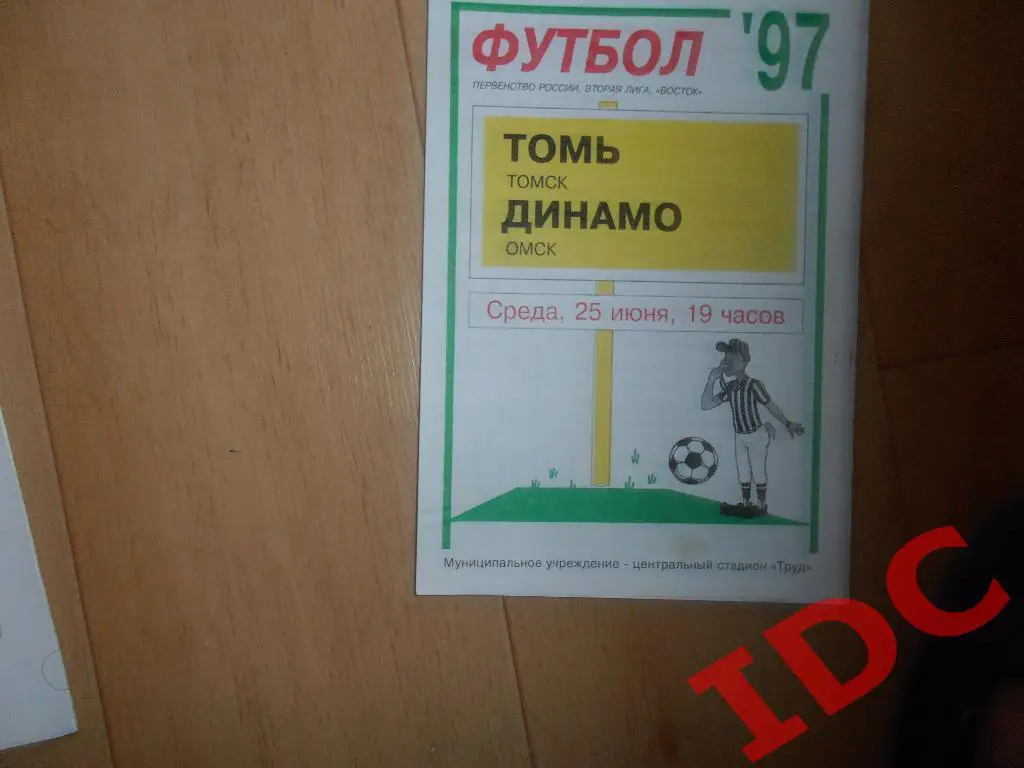 ФУТБОЛ '97
ПЕРВЕНСТВО РОССИИ, ВТОРАЯ ЛИГА, «ВОСТОК»
ТОМЬ
ТОМСК
ДИНАМО
ОМСК
Среда, 25 июня, 19 часов
Муниципальное учреждение - центральный стадион «Труд»
IDC